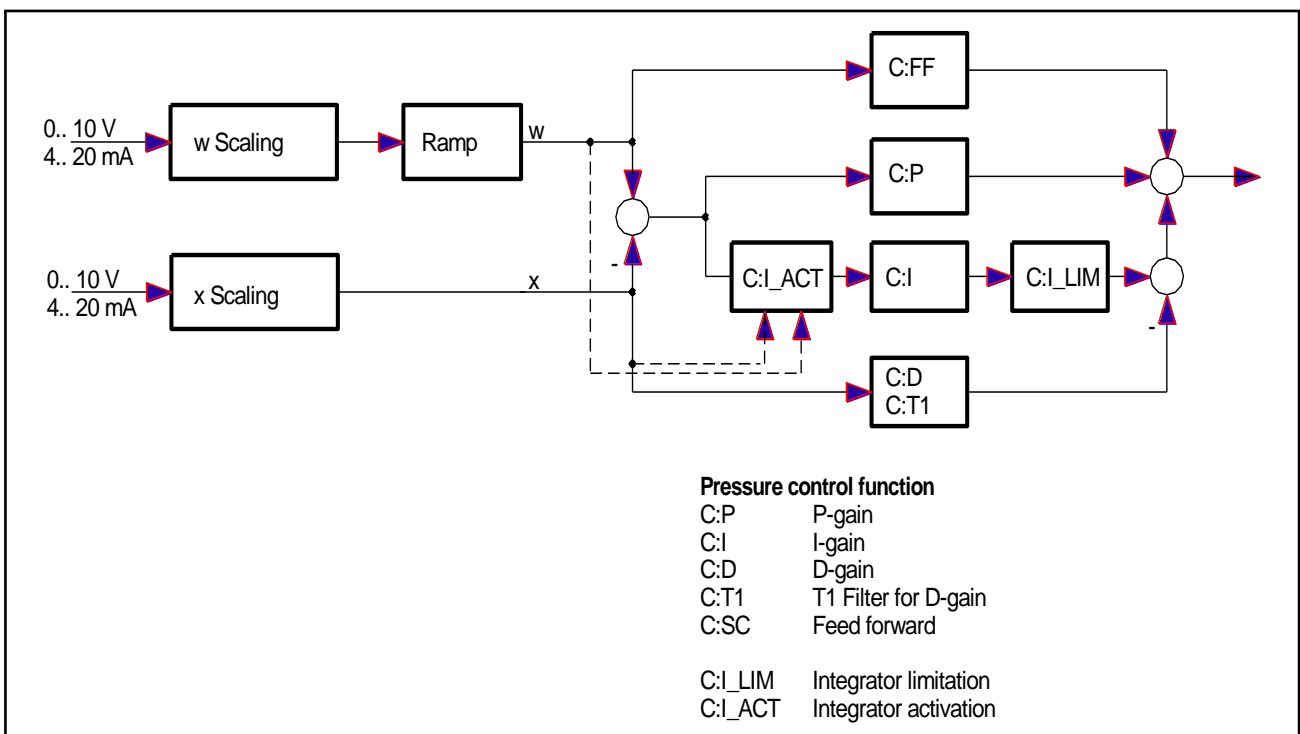 C:FF
0.. 10 V
4.. 20 mA
w Scaling
Ramp
w
C:P
-
0.. 10 V
4.. 20 mA
x Scaling
x
C:I_ACT
C:I
C:I_LIM
-
C:D
C:T1
Pressure control function
C:P P-gain
C:I I-gain
C:D D-gain
C:T1 T1 Filter for D-gain
C:SC Feed forward
C:I_LIM Integrator limitation
C:I_ACT Integrator activation